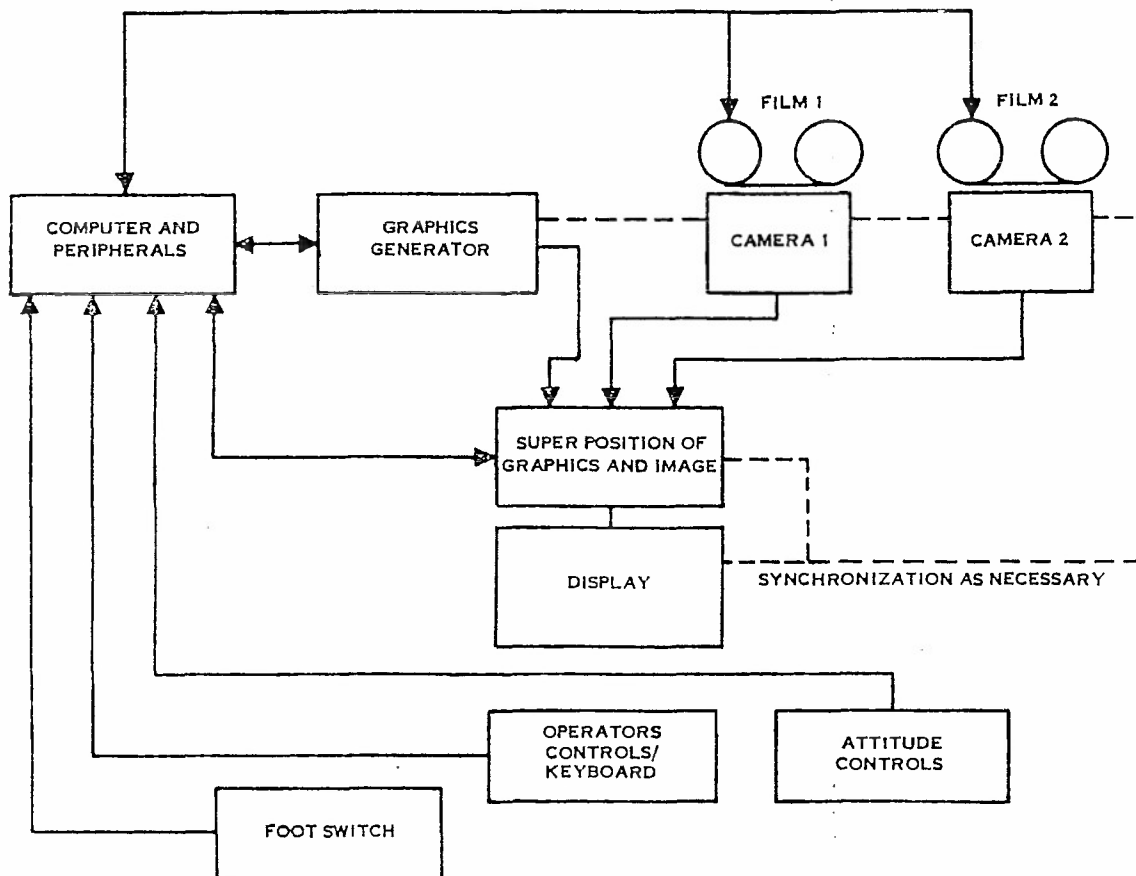 FILM 1
FILM 2
COMPUTER AND
PERIPHERALS
GRAPHICS
GENERATOR
CAMERA 1
CAMERA 2
SUPER POSITION OF
GRAPHICS AND IMAGE
DISPLAY
SYNCHRONIZATION AS NECESSARY
OPERATORS
CONTROLS/
KEYBOARD
ATTITUDE
CONTROLS
FOOT SWITCH